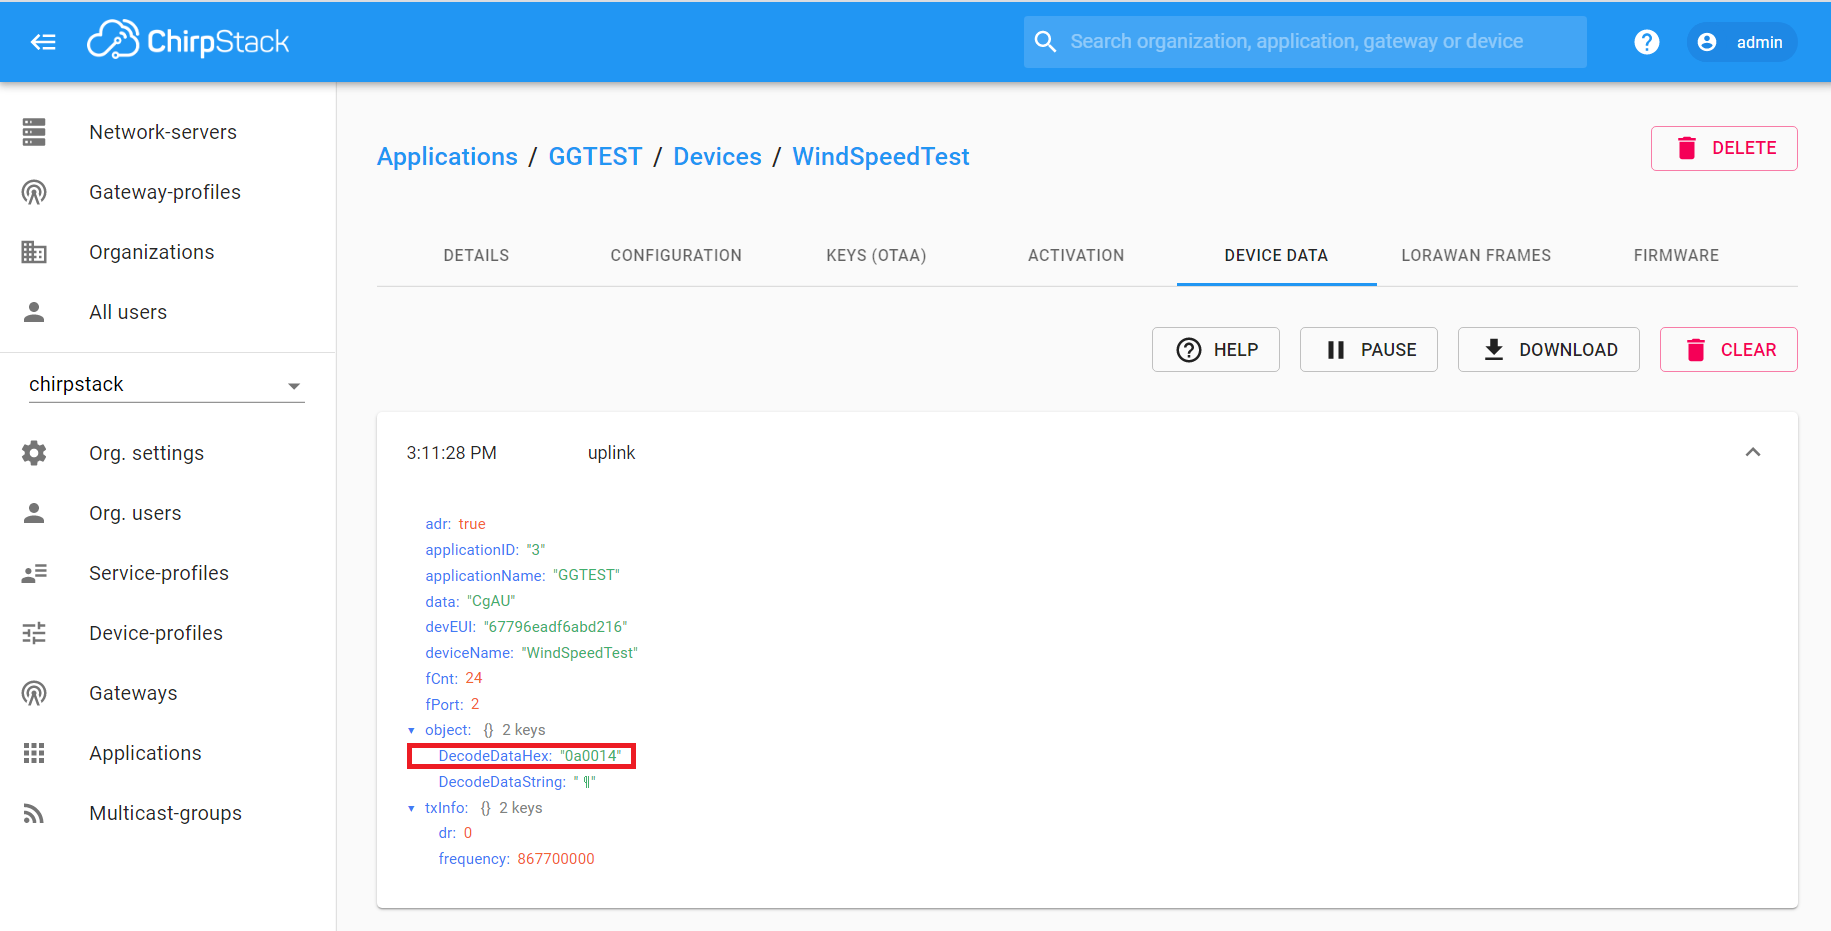 ChirpStack
Search organization, application, gateway or device
?
admin
Network-servers
Gateway-profiles
Organizations
All users
chirpstack
Org. settings
Org. users
Service-profiles
Device-profiles
Gateways
Applications
Multicast-groups
Applications / GGTEST / Devices / WindSpeedTest
DELETE
DETAILS CONFIGURATION KEYS (OTAA) ACTIVATION DEVICE DATA LORAWAN FRAMES FIRMWARE
HELP PAUSE DOWNLOAD CLEAR
3:11:28 PM uplink
adr: true
applicationID: "3"
applicationName: "GGTEST"
data: "CgAU"
devEUI: "67796eadf6abd216"
deviceName: "WindSpeedTest"
fCnt: 24
fPort: 2
object: {} 2 keys
DecodeDataHex: "0a0014"
DecodeDataString: " ¶"
txInfo: {} 2 keys
dr: 0
frequency: 867700000